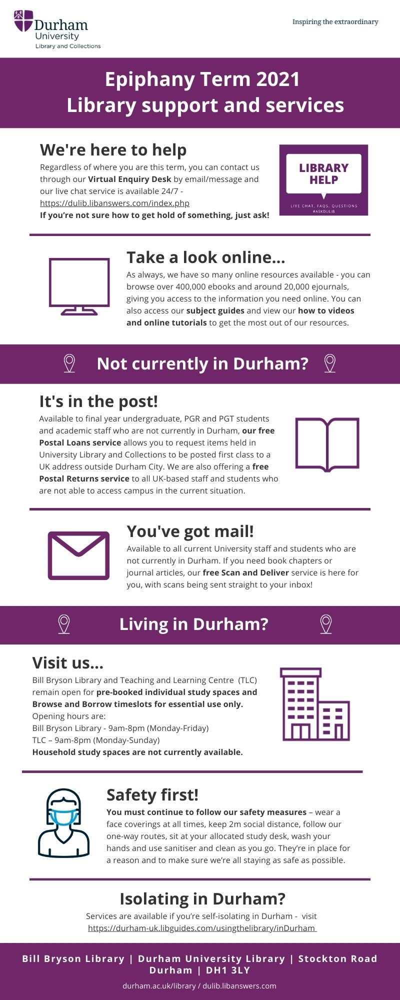 Durham
University
Library and Collections
Inspiring the extraordinary
Epiphany Term 2021
Library support and services
We're here to help
Regardless of where you are this term, you can contact us
through our Virtual Enquiry Desk by email/message and
our live chat service is available 24/7 -
https://dulib.libanswers.com/index.php
If you’re not sure how to get hold of something, just ask!
LIBRARY
HELP
LIVE CHAT, FAQS, QUESTIONS
#ASKDULIB
Take a look online...
As always, we have so many online resources available - you can
browse over 400,000 ebooks and around 20,000 ejournals,
giving you access to the information you need online. You can
also access our subject guides and view our how to videos
and online tutorials to get the most out of our resources.
Not currently in Durham?
It's in the post!
Available to final year undergraduate, PGR and PGT students
and academic staff who are not currently in Durham, our free
Postal Loans service allows you to request items held in
University Library and Collections to be posted first class to a
UK address outside Durham City. We are also offering a free
Postal Returns service to all UK-based staff and students who
are not able to access campus in the current situation.
You've got mail!
Available to all current University staff and students who are
not currently in Durham. If you need book chapters or
journal articles, our free Scan and Deliver service is here for
you, with scans being sent straight to your inbox!
Living in Durham?
Visit us...
Bill Bryson Library and Teaching and Learning Centre (TLC)
remain open for pre-booked individual study spaces and
Browse and Borrow timeslots for essential use only.
Opening hours are:
Bill Bryson Library - 9am-8pm (Monday-Friday)
TLC – 9am-8pm (Monday-Sunday)
Household study spaces are not currently available.
Safety first!
You must continue to follow our safety measures – wear a
face coverings at all times, keep 2m social distance, follow our
one-way routes, sit at your allocated study desk, wash your
hands and use sanitiser and clean as you go. They’re in place for
a reason and to make sure we’re all staying as safe as possible.
Isolating in Durham?
Services are available if you’re self-isolating in Durham - visit
https://durham-uk.libguides.com/usingthelibrary/inDurham
Bill Bryson Library | Durham University Library | Stockton Road
Durham | DH1 3LY
durham.ac.uk/library / dulib.libanswers.com